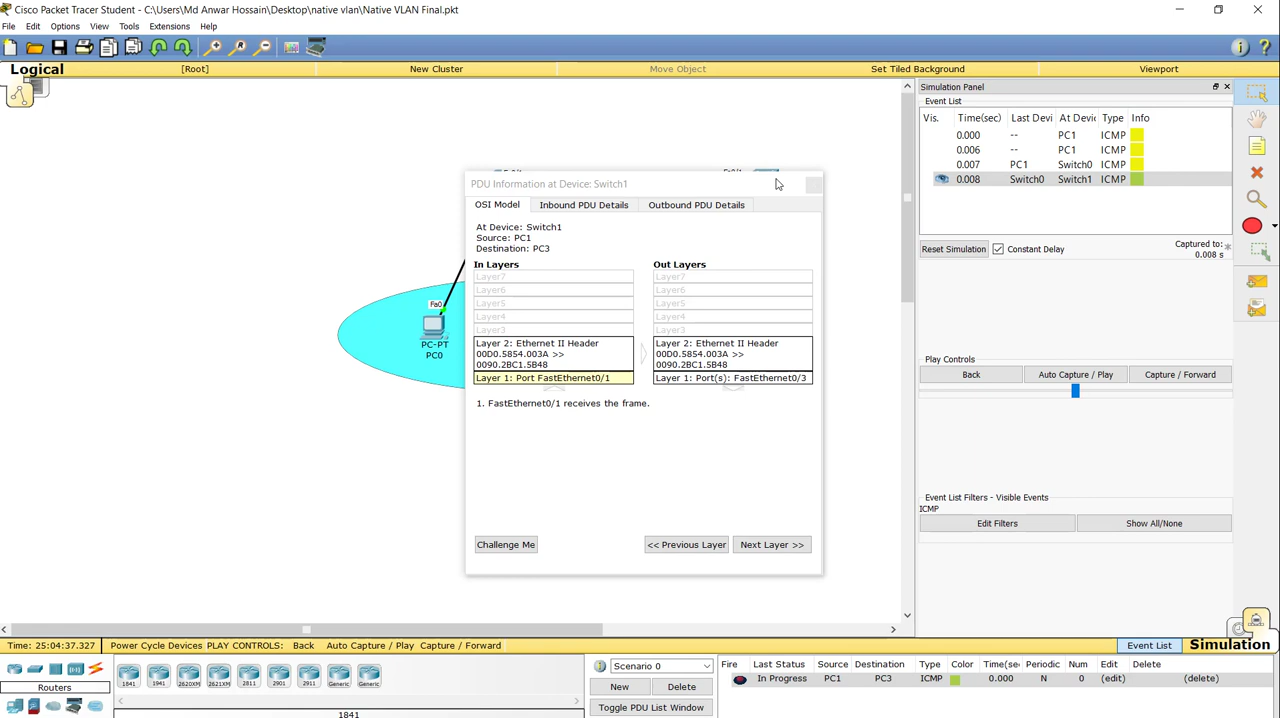 Cisco Packet Tracer Student - C:\Users\Md Anwar Hossain\Desktop\native vlan\Native VLAN Final.pkt
File Edit Options View Tools Extensions Help
Logical [Root] New Cluster Move Object Set Tiled Background Viewport
Simulation Panel
Event List
Vis. Time(sec) Last Devi At Devic Type Info
0.000 -- PC1 ICMP
0.006 -- PC1 ICMP
0.007 PC1 Switch0 ICMP
0.008 Switch0 Switch1 ICMP
Reset Simulation Constant Delay Captured to: *
0.008 s
Play Controls
Back Auto Capture / Play Capture / Forward
Event List Filters - Visible Events
ICMP
Edit Filters Show All/None
PDU Information at Device: Switch1
OSI Model Inbound PDU Details Outbound PDU Details
At Device: Switch1
Source: PC1
Destination: PC3
In Layers Out Layers
Layer7 Layer7
Layer6 Layer6
Layer5 Layer5
Layer4 Layer4
Layer3 Layer3
Layer 2: Ethernet II Header Layer 2: Ethernet II Header
00D0.5854.003A >> 00D0.5854.003A >>
0090.2BC1.5B48 0090.2BC1.5B48
Layer 1: Port FastEthernet0/1 Layer 1: Port(s): FastEthernet0/3
1. FastEthernet0/1 receives the frame.
Challenge Me << Previous Layer Next Layer >>
Fa0
PC-PT
PC0
Time: 25:04:37.327 Power Cycle Devices PLAY CONTROLS: Back Auto Capture / Play Capture / Forward Event List Simulation
Routers
1841 1941 2620XM 2621XM 2811 2901 2911 Generic Generic
1841
Scenario 0
New Delete
Toggle PDU List Window
Fire Last Status Source Destination Type Color Time(sec) Periodic Num Edit Delete
In Progress PC1 PC3 ICMP 0.000 N 0 (edit) (delete)